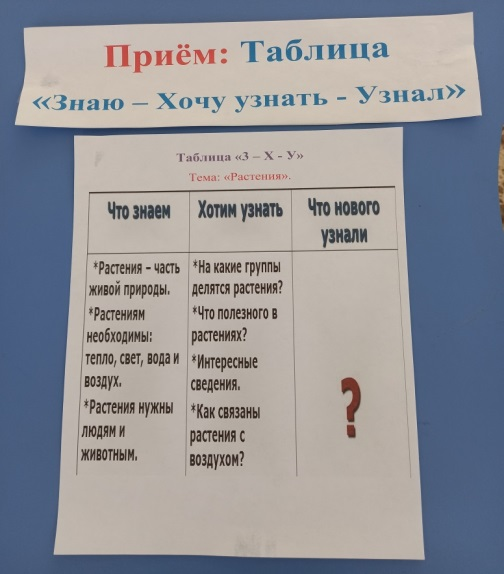 Приём: Таблица
«Знаю – Хочу узнать - Узнал»
Таблица «З – Х - У»
Тема: «Растения».
Что знаем
Хотим узнать
Что нового
узнали
*Растения – часть
живой природы.
*Растениям
необходимы:
тепло, свет, вода и
воздух.
*Растения нужны
людям и
животным.
*На какие группы
делятся растения?
*Что полезного в
растениях?
*Интересные
сведения.
*Как связаны
растения с
воздухом?
?